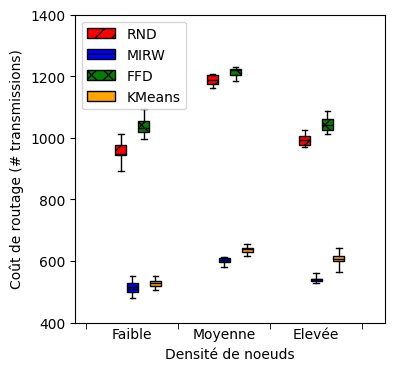 1400
1200
1000
800
600
400
Coût de routage (# transmissions)
RND
MIRW
FFD
KMeans
Faible
Moyenne
Elevée
Densité de noeuds